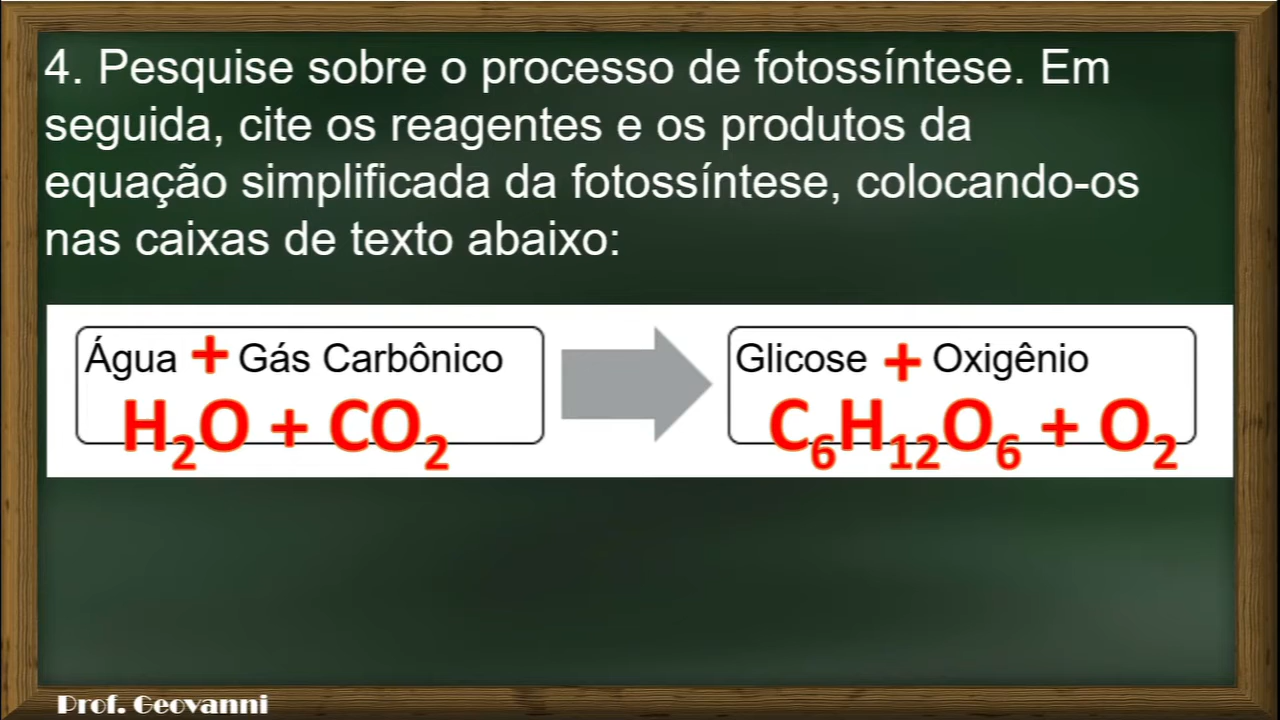 4. Pesquise sobre o processo de fotossíntese. Em
seguida, cite os reagentes e os produtos da
equação simplificada da fotossíntese, colocando-os
nas caixas de texto abaixo:
Água + Gás Carbônico
H₂O + CO₂
Glicose + Oxigênio
C₆H₁₂O₆ + O₂
Prof. Geovanni